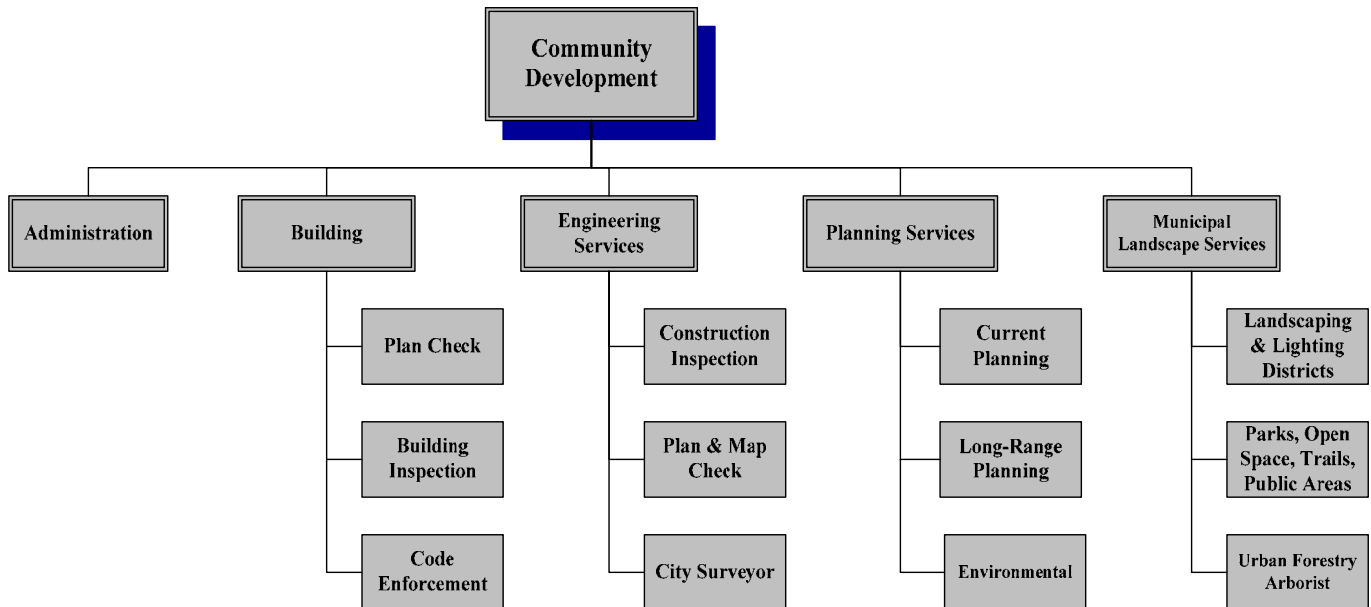 Community
Development
Administration
Building
Engineering
Services
Planning Services
Municipal
Landscape Services
Plan Check
Building
Inspection
Code
Enforcement
Construction
Inspection
Plan & Map
Check
City Surveyor
Current
Planning
Long-Range
Planning
Environmental
Landscaping
& Lighting
Districts
Parks, Open
Space, Trails,
Public Areas
Urban Forestry
Arborist